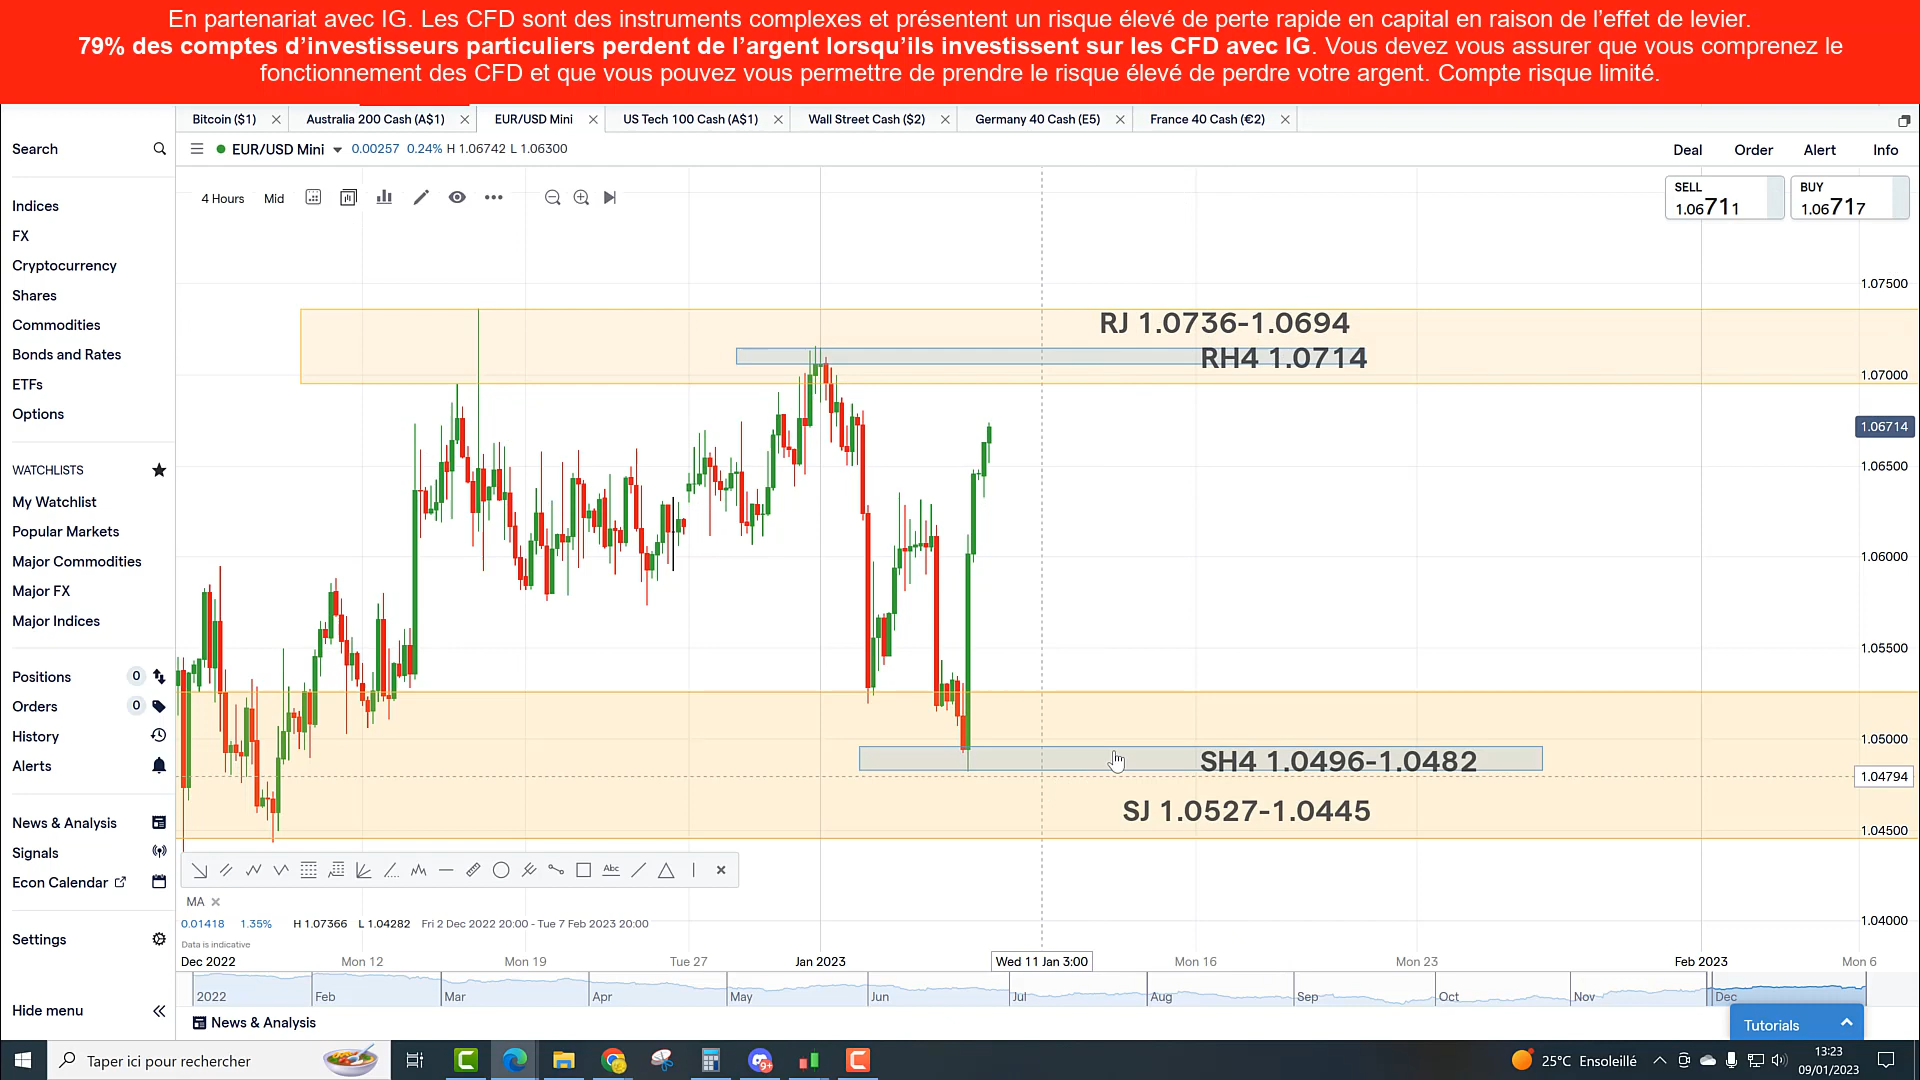 En partenariat avec IG. Les CFD sont des instruments complexes et présentent un risque élevé de perte rapide en capital en raison de l'effet de levier.
79% des comptes d'investisseurs particuliers perdent de l'argent lorsqu'ils investissent sur les CFD avec IG. Vous devez vous assurer que vous comprenez le
fonctionnement des CFD et que vous pouvez vous permettre de prendre le risque élevé de perdre votre argent. Compte risque limité.
Bitcoin ($1)
Australia 200 Cash (A$1)
EUR/USD Mini
US Tech 100 Cash (A$1)
Wall Street Cash ($2)
Germany 40 Cash (E5)
France 40 Cash (€2)
Search
EUR/USD Mini 0.00257 0.24% H 1.06742 L 1.06300
Deal
Order
Alert
Info
4 Hours
Mid
SELL
1.06711
BUY
1.06717
Indices
FX
Cryptocurrency
Shares
Commodities
Bonds and Rates
ETFs
Options
WATCHLISTS
My Watchlist
Popular Markets
Major Commodities
Major FX
Major Indices
Positions 0
Orders 0
History
Alerts
News & Analysis
Signals
Econ Calendar
Settings
Hide menu
RJ 1.0736-1.0694
RH4 1.0714
SH4 1.0496-1.0482
SJ 1.0527-1.0445
1.07500
1.07000
1.06714
1.06500
1.06000
1.05500
1.05000
1.04794
1.04500
1.04000
Abc
MA
0.01418 1.35% H 1.07366 L 1.04282 Fri 2 Dec 2022 20:00 - Tue 7 Feb 2023 20:00
Data is indicative
Dec 2022
Mon 12
Mon 19
Tue 27
Jan 2023
Wed 11 Jan 3:00
Mon 16
Mon 23
Feb 2023
Mon 6
2022
Feb
Mar
Apr
May
Jun
Jul
Aug
Sep
Oct
Nov
Dec
News & Analysis
Tutorials
Taper ici pour rechercher
9+
25°C Ensoleillé
13:23
09/01/2023